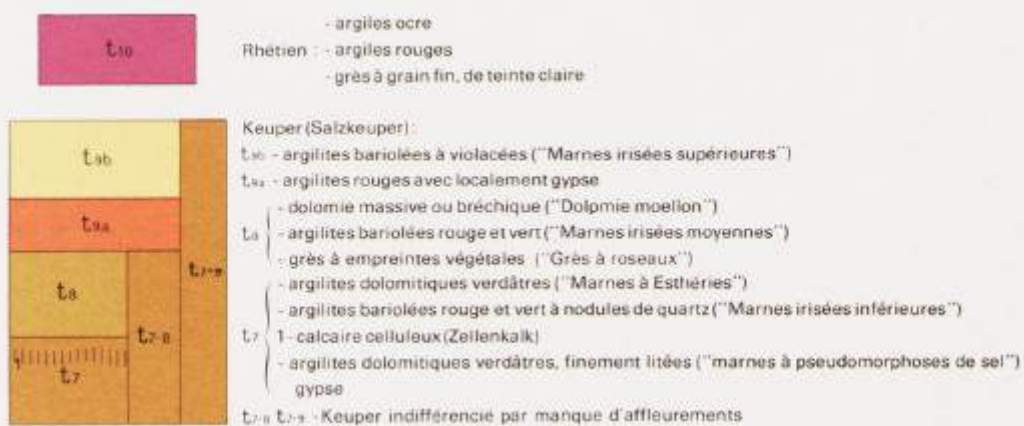 t10
- argiles ocre
Rhétien : - argiles rouges
- grès à grain fin, de teinte claire
Keuper (Salzkeuper) :
t9b - argilites bariolées à violacées ("Marnes irisées supérieures")
t9a - argilites rouges avec localement gypse
- dolomie massive ou bréchique ("Dolpmie moellon")
t8 - argilites bariolées rouge et vert ("Marnes irisées moyennes")
- grès à empreintes végétales ("Grès à roseaux")
- argilites dolomitiques verdâtres ("Marnes à Esthéries")
- argilites bariolées rouge et vert à nodules de quartz ("Marnes irisées inférieures")
t7 1 - calcaire celluleux (Zellenkalk)
- argilites dolomitiques verdâtres, finement litées ("marnes à pseudomorphoses de sel")
gypse
t7-8 t7-9 - Keuper indifférencié par manque d'affleurements
t9b
t9a
t8
t7-8
t7-9
1
t7